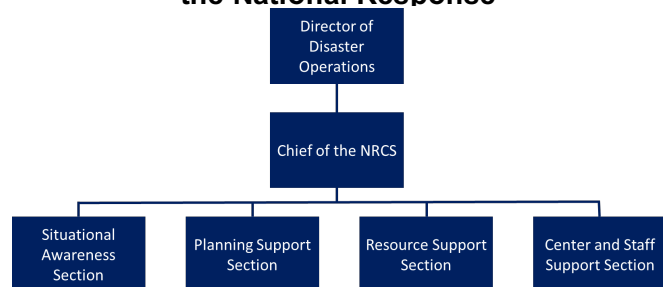 the National Response
Director of
Disaster
Operations
Chief of the NRCS
Situational
Awareness
Section
Planning Support
Section
Resource Support
Section
Center and Staff
Support Section